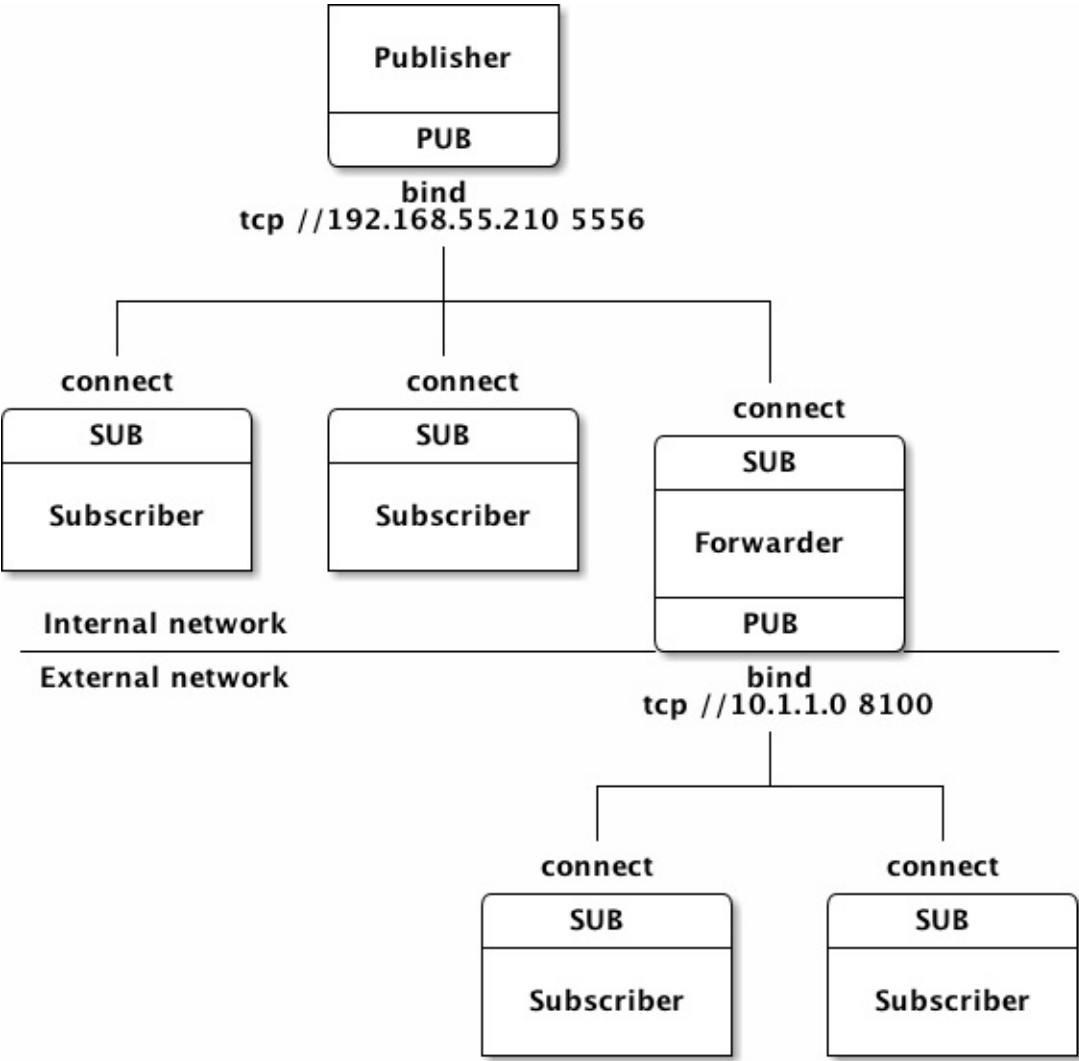 Publisher
PUB
bind
tcp //192.168.55.210 5556
connect
connect
connect
SUB
SUB
SUB
Subscriber
Subscriber
Forwarder
Internal network
PUB
External network
bind
tcp //10.1.1.0 8100
connect
connect
SUB
SUB
Subscriber
Subscriber